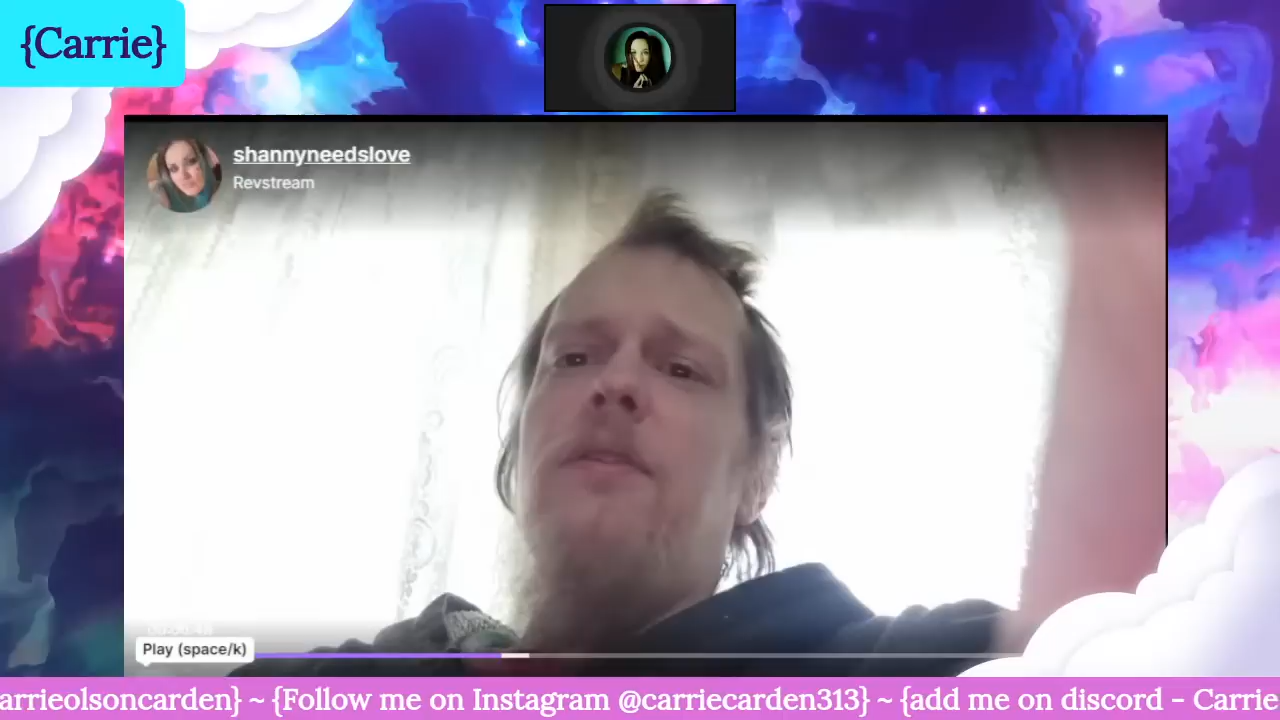 {Carrie}
shannyneedslove
Revstream
Play (space/k)
arrieolsoncarden} ~ {Follow me on Instagram @carriecarden313} ~ {add me on discord - Carrie